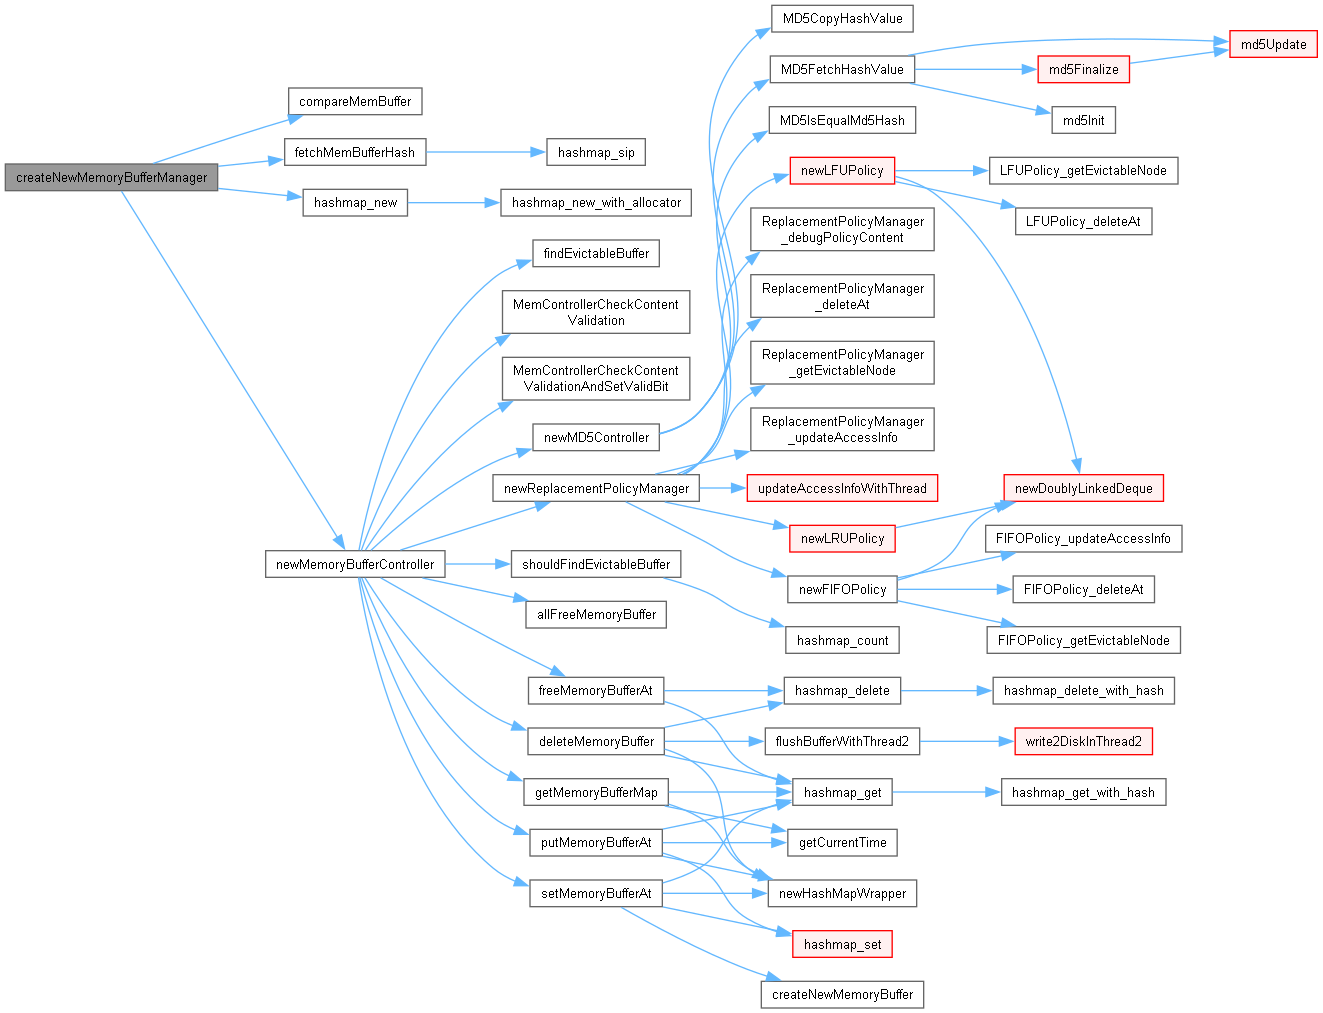 createNewMemoryBufferManager
compareMemBuffer
fetchMemBufferHash
hashmap_sip
hashmap_new
hashmap_new_with_allocator
newMemoryBufferController
findEvictableBuffer
MemControllerCheckContent
Validation
MemControllerCheckContent
ValidationAndSetValidBit
newMD5Controller
newReplacementPolicyManager
shouldFindEvictableBuffer
allFreeMemoryBuffer
freeMemoryBufferAt
deleteMemoryBuffer
getMemoryBufferMap
putMemoryBufferAt
setMemoryBufferAt
MD5CopyHashValue
MD5FetchHashValue
MD5IsEqualMd5Hash
newLFUPolicy
ReplacementPolicyManager
_debugPolicyContent
ReplacementPolicyManager
_deleteAt
ReplacementPolicyManager
_getEvictableNode
ReplacementPolicyManager
_updateAccessInfo
updateAccessInfoWithThread
newLRUPolicy
newFIFOPolicy
hashmap_count
hashmap_delete
flushBufferWithThread2
hashmap_get
getCurrentTime
newHashMapWrapper
hashmap_set
createNewMemoryBuffer
md5Finalize
md5Update
md5Init
LFUPolicy_getEvictableNode
LFUPolicy_deleteAt
newDoublyLinkedDeque
FIFOPolicy_updateAccessInfo
FIFOPolicy_deleteAt
FIFOPolicy_getEvictableNode
hashmap_delete_with_hash
write2DiskInThread2
hashmap_get_with_hash